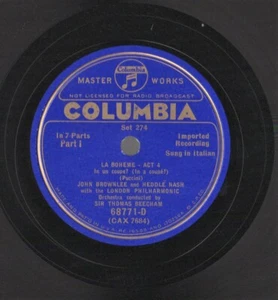 MASTER WORKS
NOT LICENSED FOR RADIO BROADCAST
COLUMBIA
Set 274
In 7-Parts
Part 1
Imported
Recording
Sung in Italian
LA BOHEME - ACT 4
In un coupe? (In a coupé?)
(Puccini)
JOHN BROWNLEE and HEDDLE NASH
with the LONDON PHILHARMONIC
Orchestra conducted by
SIR THOMAS BEECHAM
68771-D
(CAX 7604)